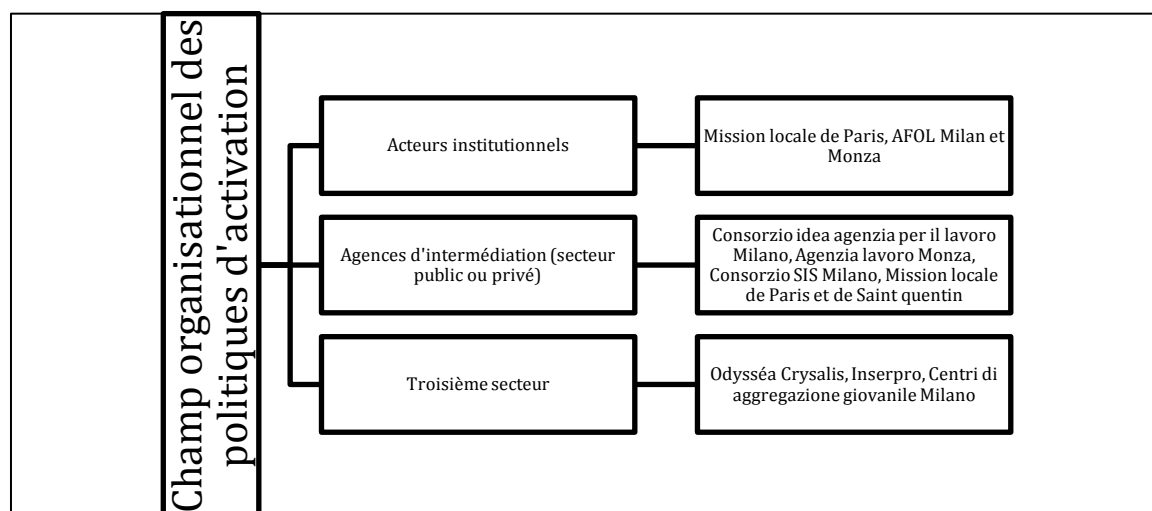 Champ organisationnel des
politiques d'activation
Acteurs institutionnels
Mission locale de Paris, AFOL Milan et
Monza
Agences d'intermédiation (secteur
public ou privé)
Consorzio idea agenzia per il lavoro
Milano, Agenzia lavoro Monza,
Consorzio SIS Milano, Mission locale
de Paris et de Saint quentin
Troisième secteur
Odysséa Crysalis, Inserpro, Centri di
aggregazione giovanile Milano